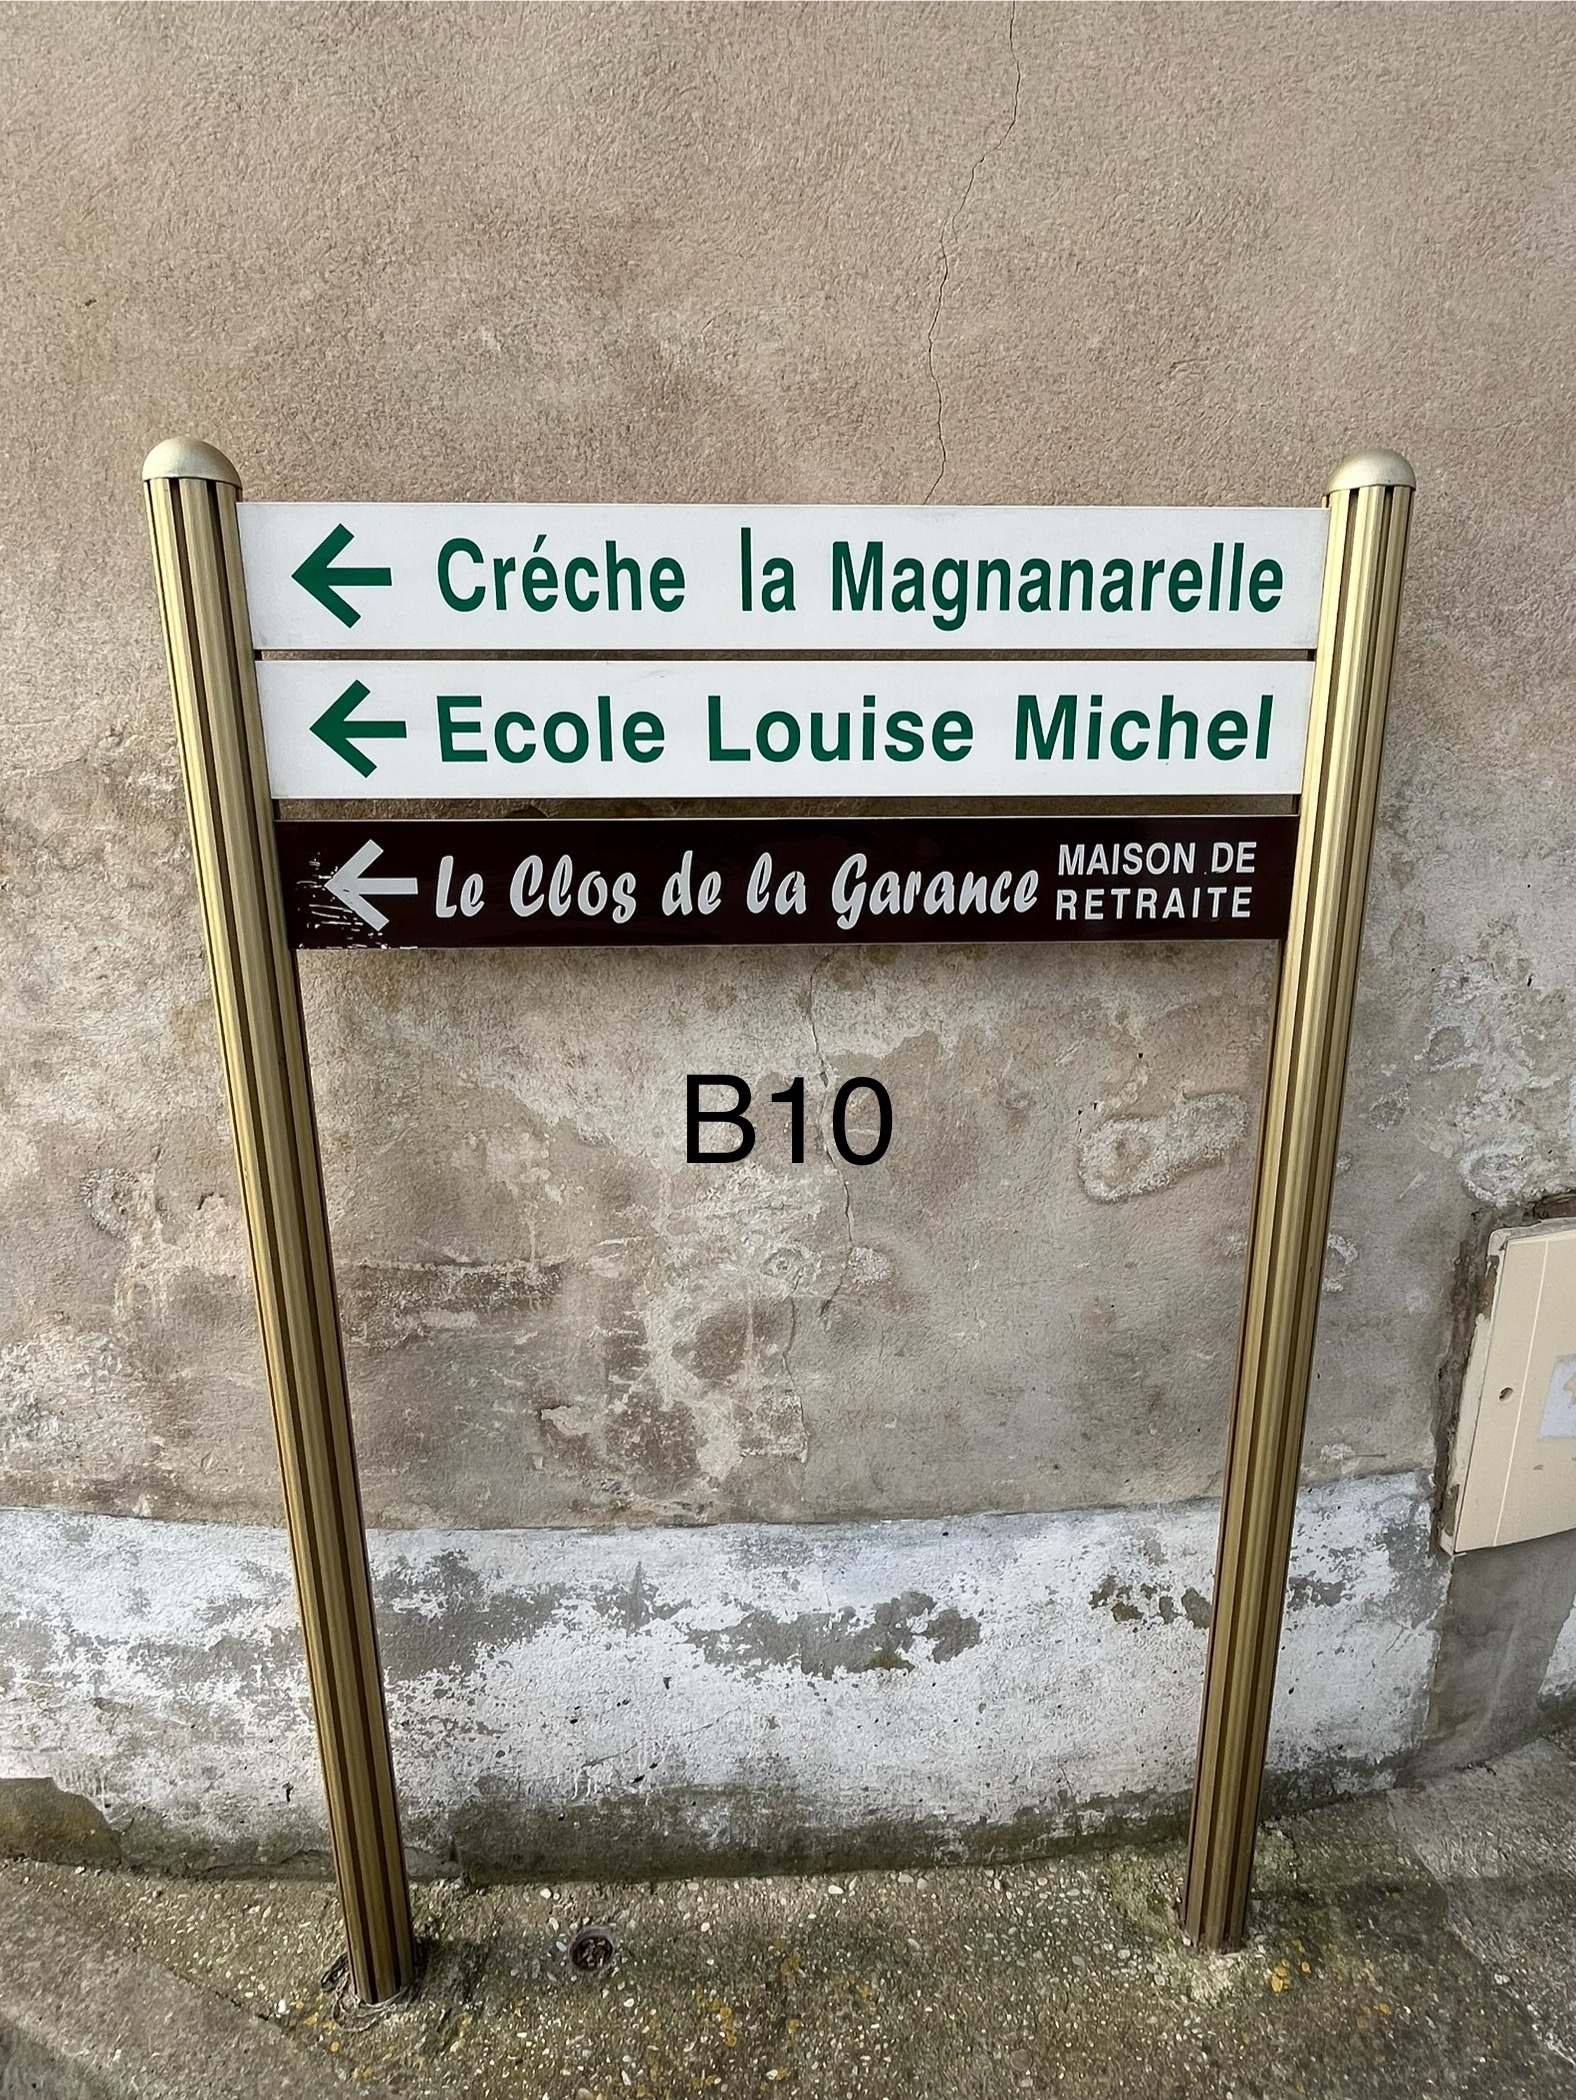 Créche la Magnanarelle
Ecole Louise Michel
Le Clos de la Garance
MAISON DE
RETRAITE
B10